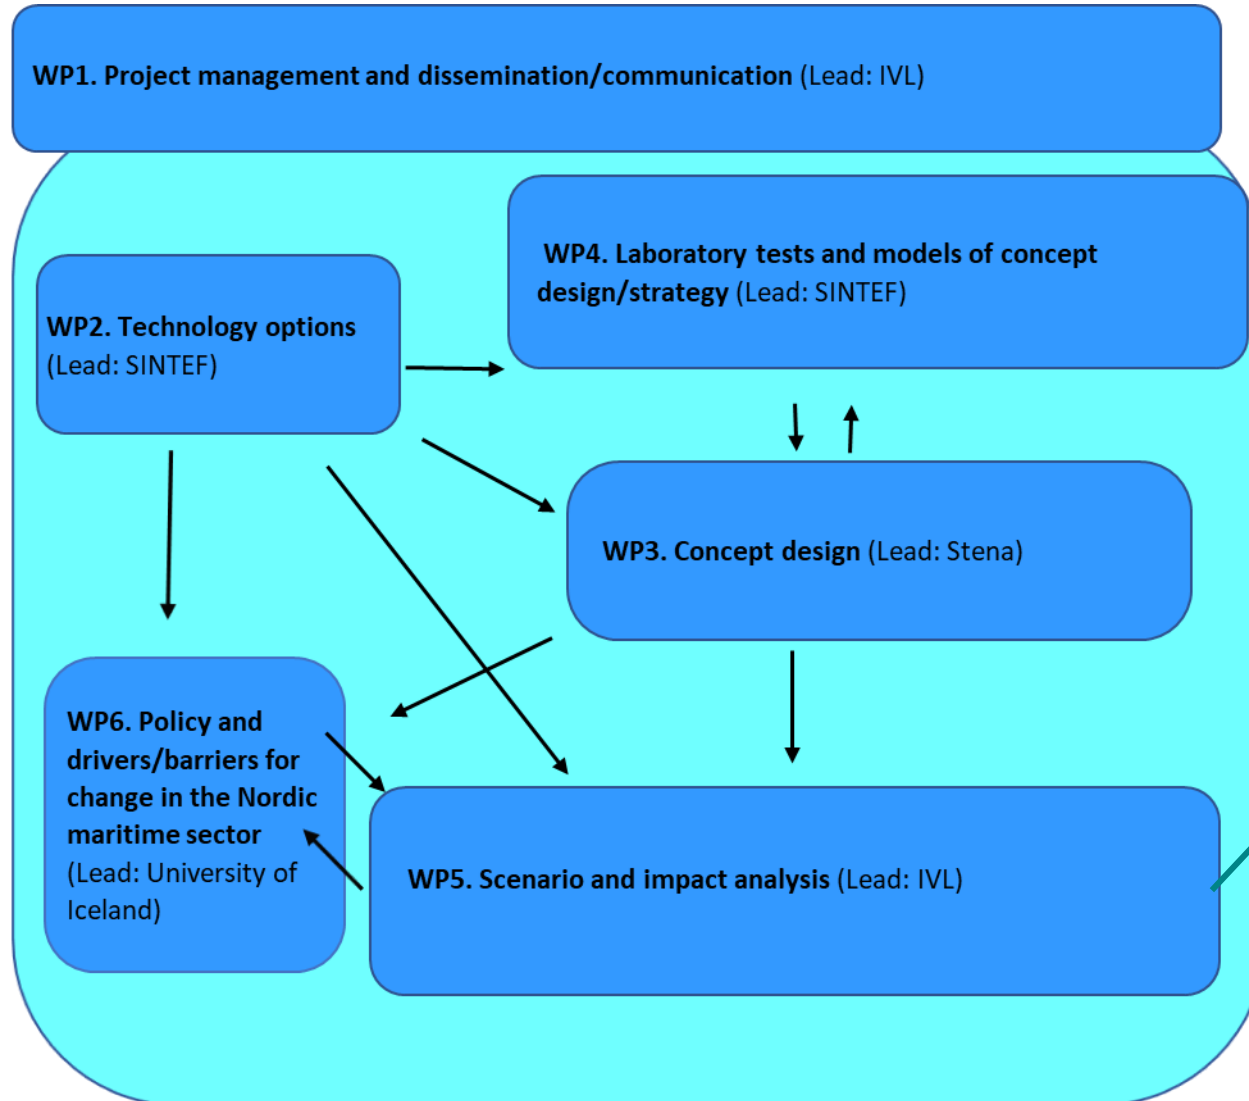 WP1. Project management and dissemination/communication (Lead: IVL)
WP4. Laboratory tests and models of concept
design/strategy (Lead: SINTEF)
WP2. Technology options
(Lead: SINTEF)
WP3. Concept design (Lead: Stena)
WP6. Policy and
drivers/barriers for
change in the Nordic
maritime sector
(Lead: University of
Iceland)
WP5. Scenario and impact analysis (Lead: IVL)